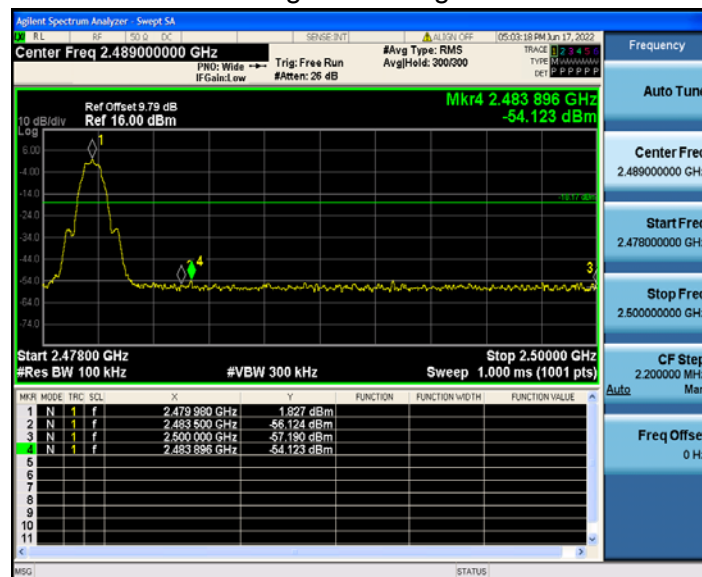 Agilent Spectrum Analyzer - Swept SA
RL RF 50 Ω DC SENSE:INT ALIGN OFF 05:03:18 PM Jun 17, 2022
Center Freq 2.489000000 GHz
PNO: Wide Trig: Free Run
IFGain:Low #Atten: 26 dB
#Avg Type: RMS
Avg|Hold: 300/300
TRACE 1 2 3 4 5 6
TYPE M
DET P P P P P P
Frequency
Auto Tune
Center Freq
2.489000000 GHz
Start Freq
2.478000000 GHz
Stop Freq
2.500000000 GHz
CF Step
2.200000 MHz
Auto Man
Freq Offset
0 Hz
Mkr4 2.483 896 GHz
-54.123 dBm
Ref Offset 9.79 dB
10 dB/div Ref 16.00 dBm
Log
6.00
-4.00
-14.0
-18.17 dBm
-24.0
-34.0
-44.0
-54.0
-64.0
-74.0
1
4
3
Start 2.47800 GHz Stop 2.50000 GHz
#Res BW 100 kHz #VBW 300 kHz Sweep 1.000 ms (1001 pts)
MKR MODE TRC SCL X Y FUNCTION FUNCTION WIDTH FUNCTION VALUE
1 N 1 f 2.479 980 GHz 1.827 dBm
2 N 1 f 2.483 500 GHz -56.124 dBm
3 N 1 f 2.500 000 GHz -57.190 dBm
4 N 1 f 2.483 896 GHz -54.123 dBm
5
6
7
8
9
10
11
MSG STATUS